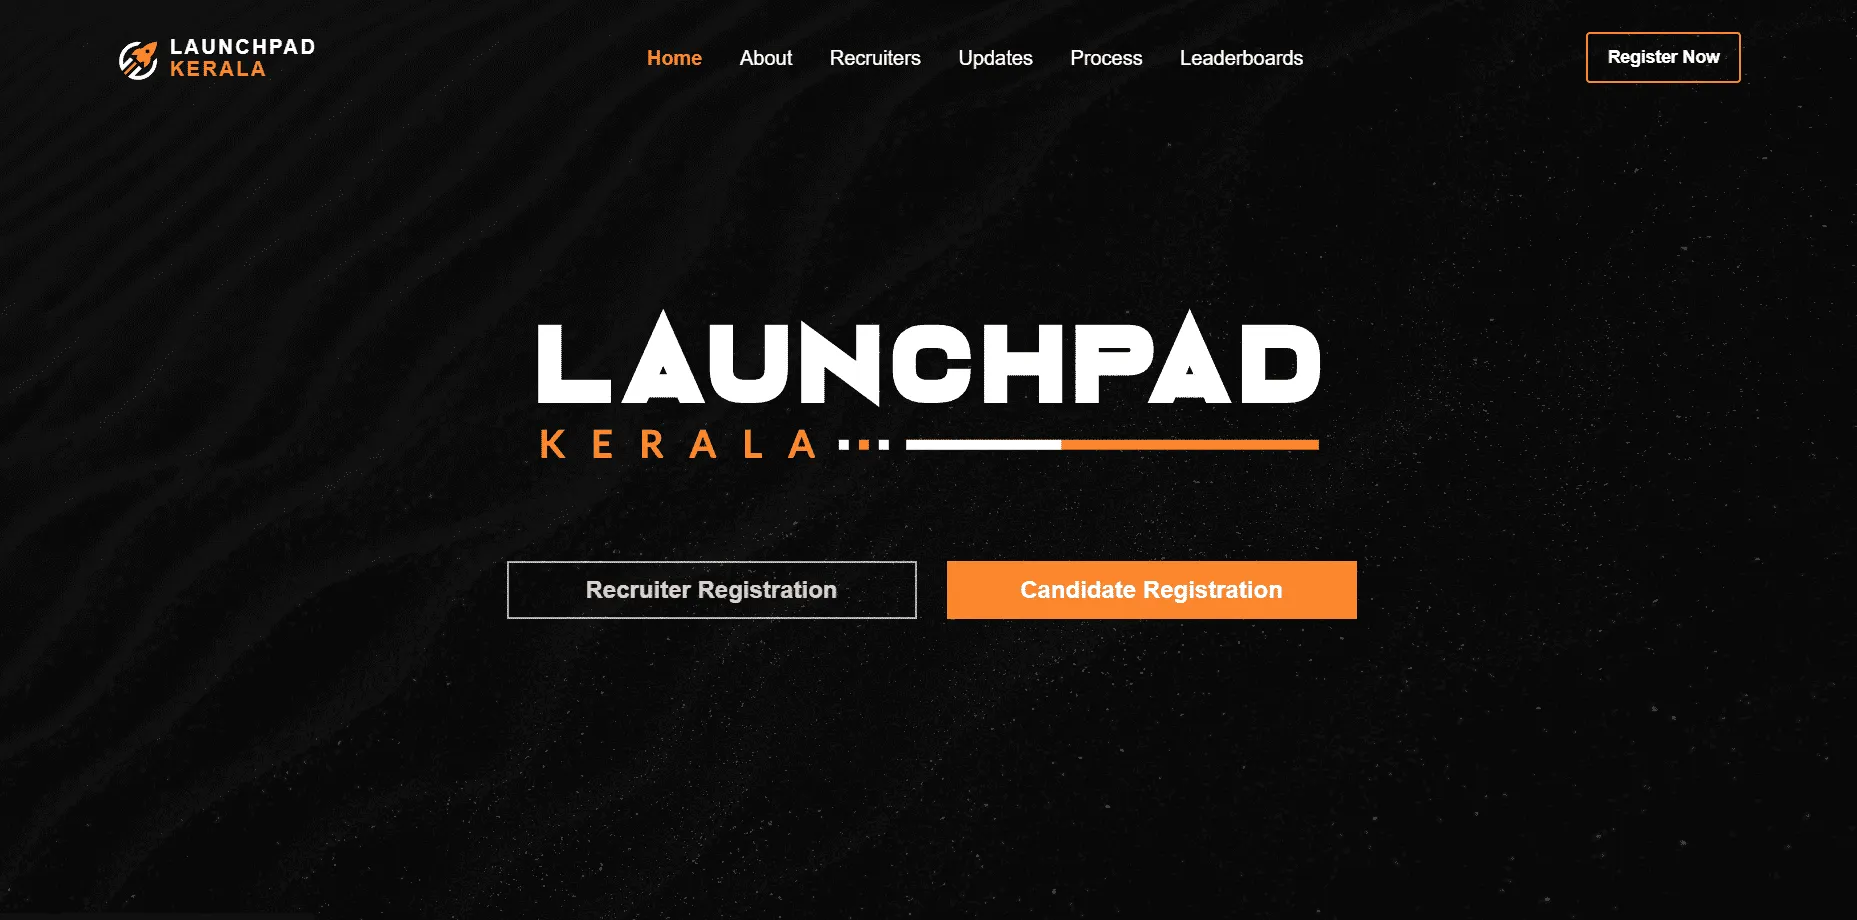 LAUNCHPAD
KERALA
Home About Recruiters Updates Process Leaderboards
Register Now
LAUNCHPAD
KERALA
Recruiter Registration
Candidate Registration